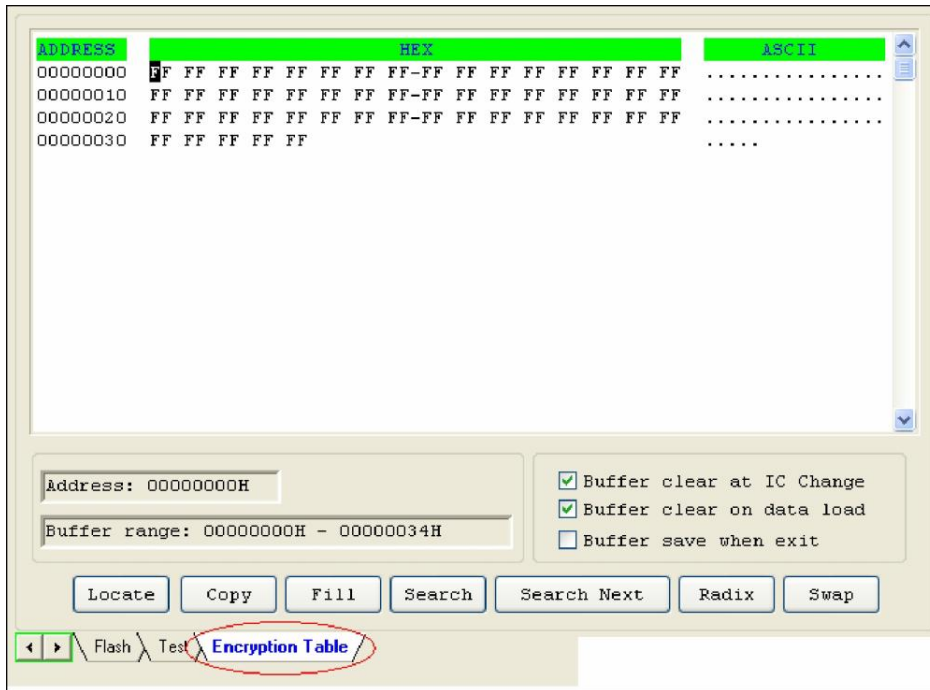 ADDRESS HEX ASCII
00000000 FF FF FF FF FF FF FF FF-FF FF FF FF FF FF FF FF ................
00000010 FF FF FF FF FF FF FF FF-FF FF FF FF FF FF FF FF ................
00000020 FF FF FF FF FF FF FF FF-FF FF FF FF FF FF FF FF ................
00000030 FF FF FF FF FF .....
Address: 00000000H
Buffer range: 00000000H - 00000034H
Buffer clear at IC Change
Buffer clear on data load
Buffer save when exit
Locate Copy Fill Search Search Next Radix Swap
Flash Test Encryption Table